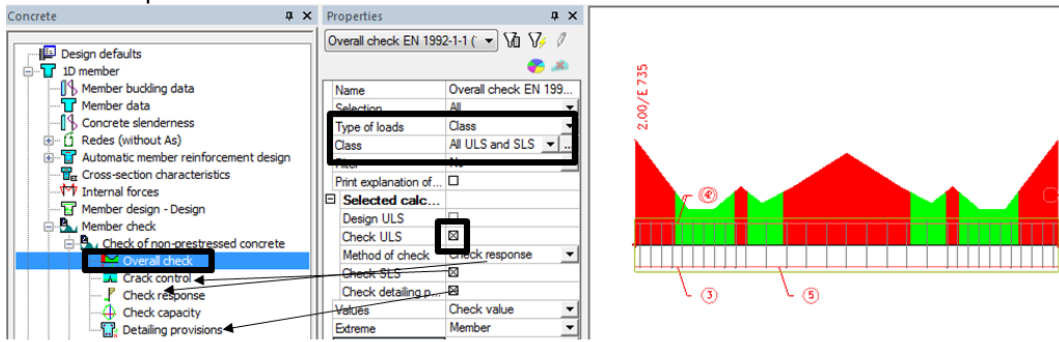 Concrete
Design defaults
1D member
Member buckling data
Member data
Concrete slenderness
Redes (without As)
Automatic member reinforcement design
Cross-section characteristics
Internal forces
Member design - Design
Member check
Check of non-prestressed concrete
Overall check
Crack control
Check response
Check capacity
Detailing provisions
Properties
Overall check EN 1992-1-1 (
Name Overall check EN 199...
Selection All
Type of loads Class
Class All ULS and SLS ...
Filter No
Print explanation of...
Selected calc...
Design ULS
Check ULS
Method of check Check response
Check SLS
Check detailing p...
Values Check value
Extreme Member
2.00/E 735
3
5